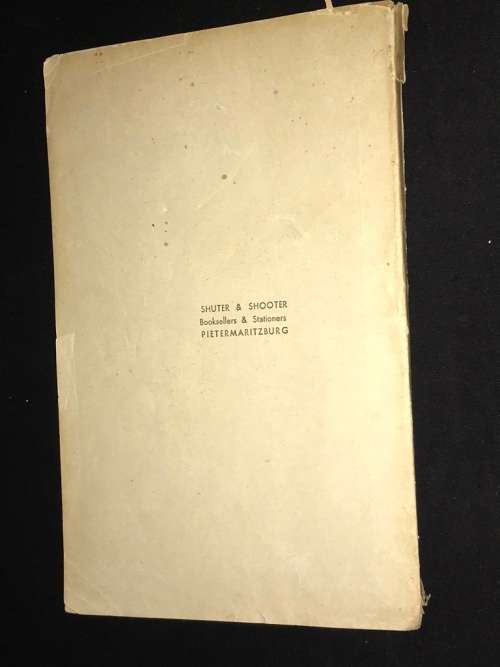 SHUTER & SHOOTER
Booksellers & Stationers
PIETERMARITZBURG